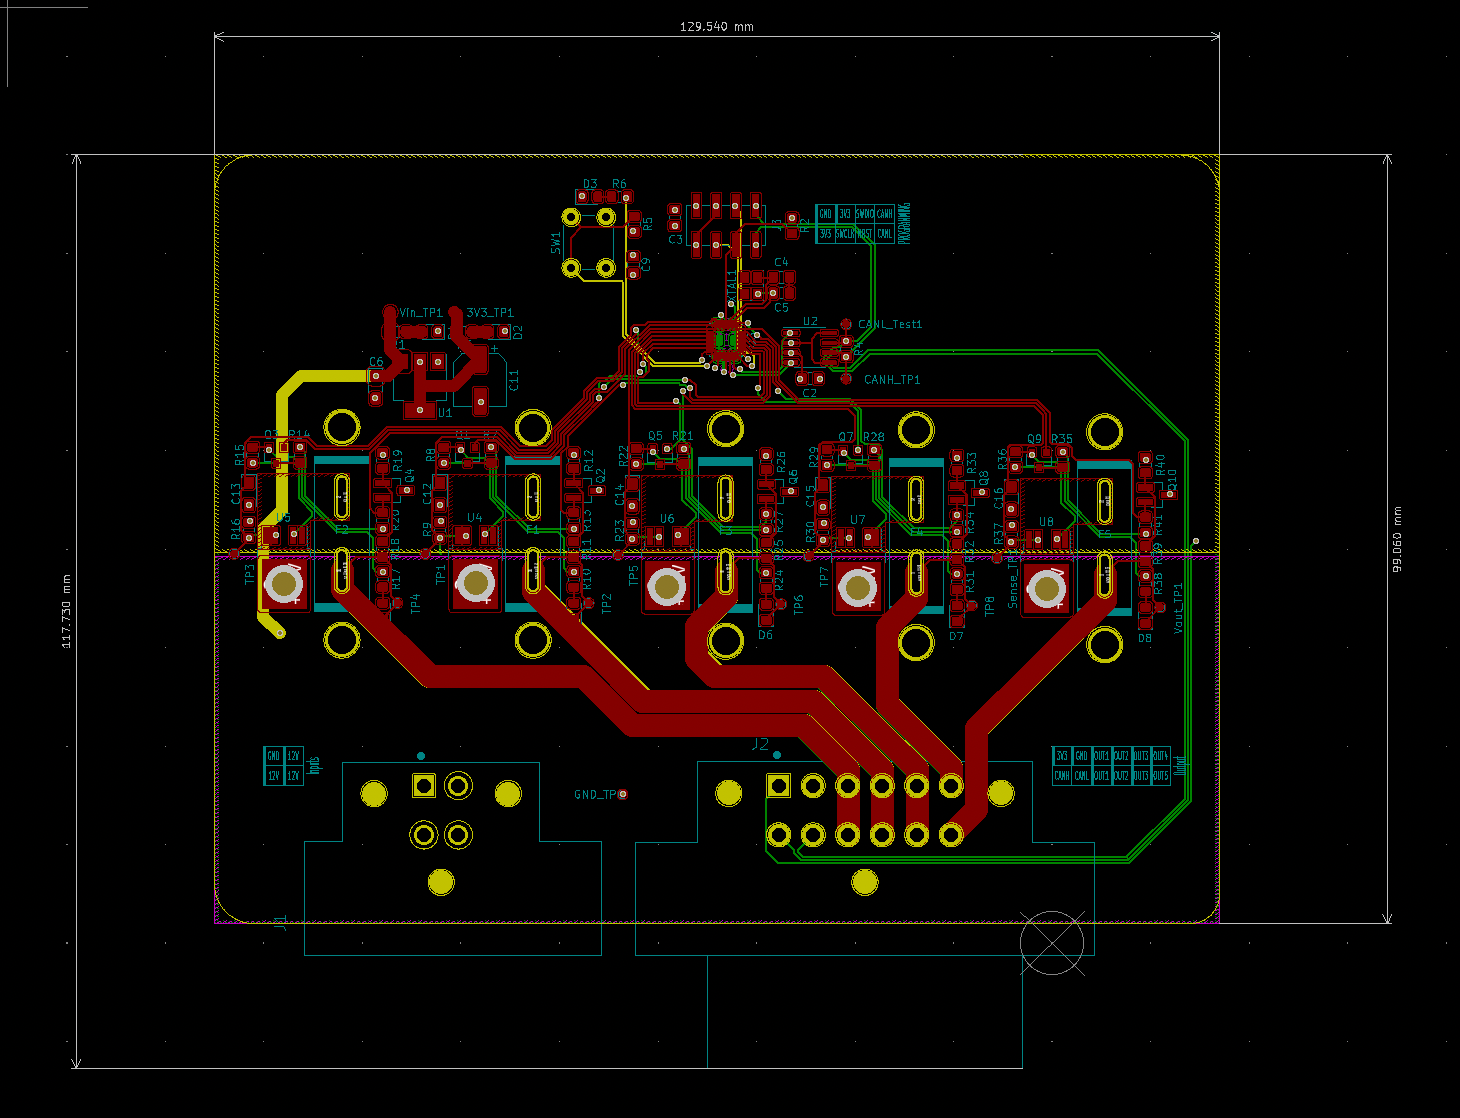 129.540 mm
D3 R6
R5
SW1
C9
C3
R2
GND 3V3 SWDIO CANH
3V3 SWCLK NRST CANL
PROGRAMMING
XTAL1
C4
C5
Vin_TP1 3V3_TP1
D2
U2
CANL_Test1
C6
C11
U1
CANH_TP1
C2
Q3 R14
R15
R19
Q4
C13
R16
R20
R18
R17
TP3
TP4
Q1
R8
R12
Q2
C12
R9
U4
R13
R10
TP1
TP2
Q5 R21
R22
R26
Q6
C14
R23
U6
R27
R25
R24
TP5
TP6
D6
Q7 R28
R29
R33
Q8
C15
R30
U7
R34
R32
R31
TP7
TP8
D7
Q9 R35
R36
R40
Q10
C16
R37
U8
R41
R38
Vout_TP1
D8
117.730 mm
99.060 mm
J2
GND 12V
12V 12V
Inputs
GND_TP
3V3 GND OUT1 OUT2 OUT3 OUT4
CANH CANL OUT1 OUT2 OUT3 OUT5
Output
J1